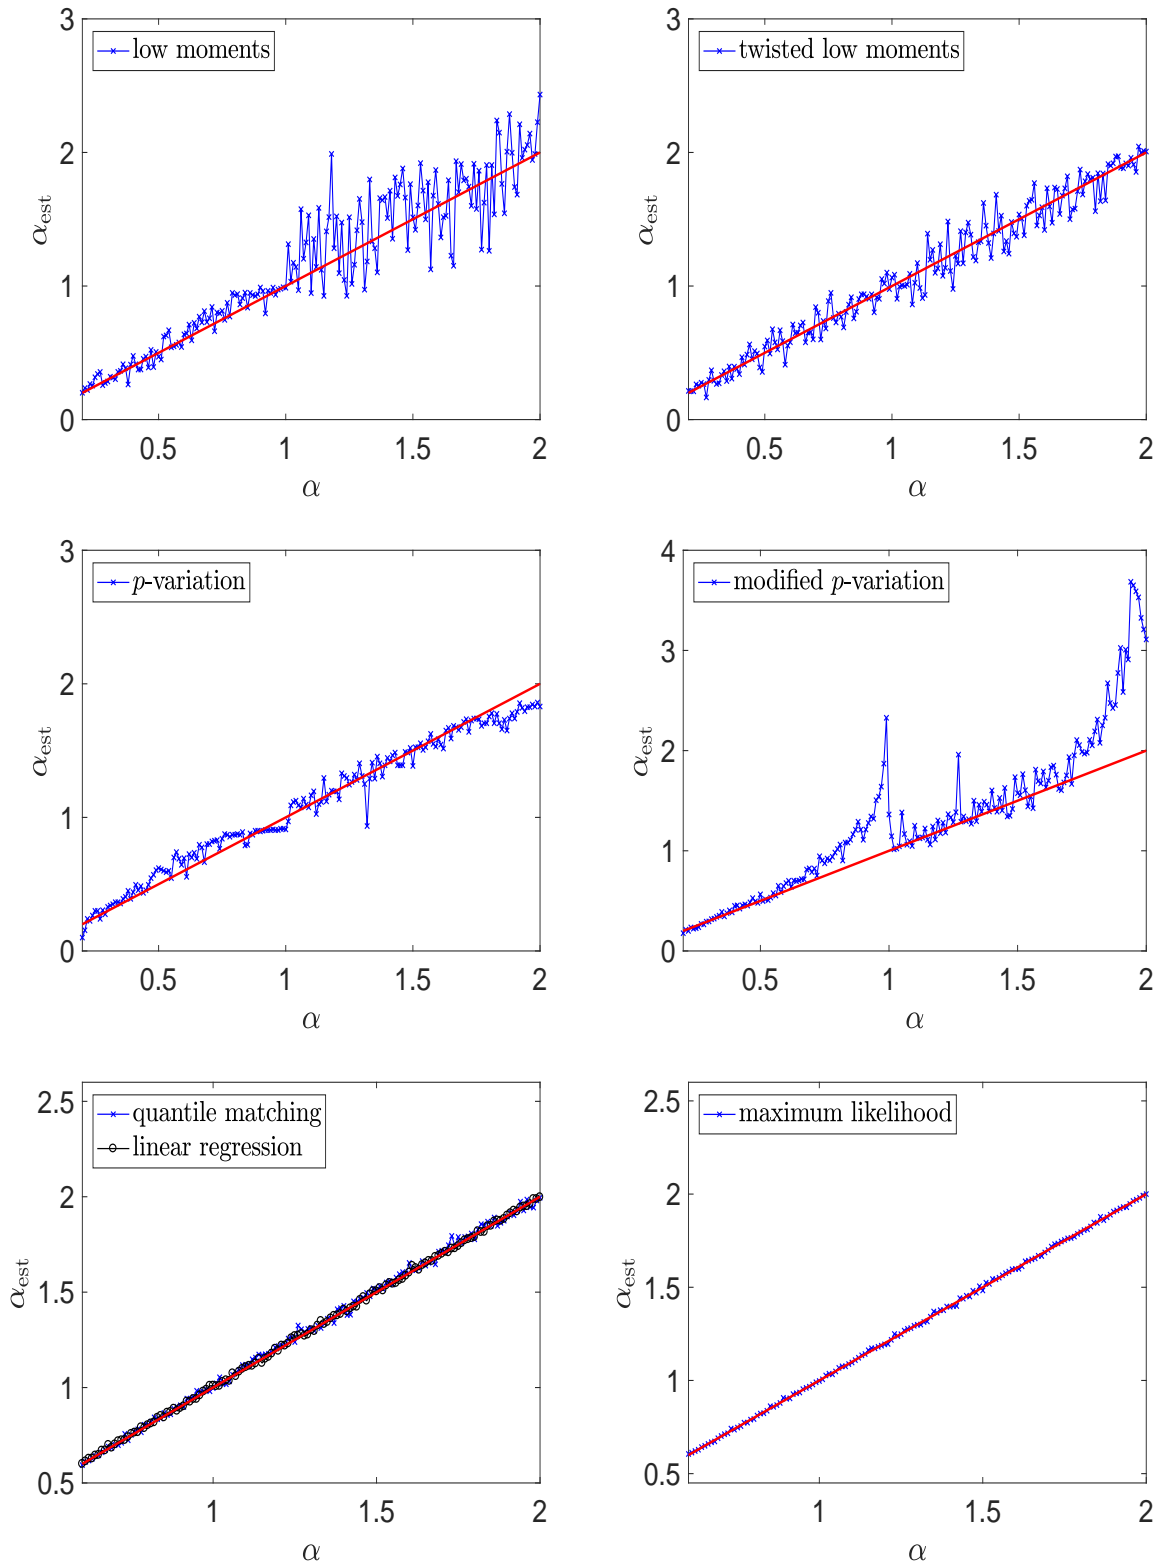 3
low moments
2
α_est
1
0
0.5 1 1.5 2
α
3
twisted low moments
2
α_est
1
0
0.5 1 1.5 2
α
3
p-variation
2
α_est
1
0
0.5 1 1.5 2
α
4
modified p-variation
3
α_est
2
1
0
0.5 1 1.5 2
α
2.5
quantile matching
linear regression
2
α_est
1.5
1
0.5
1 1.5 2
α
2.5
maximum likelihood
2
α_est
1.5
1
0.5
1 1.5 2
α